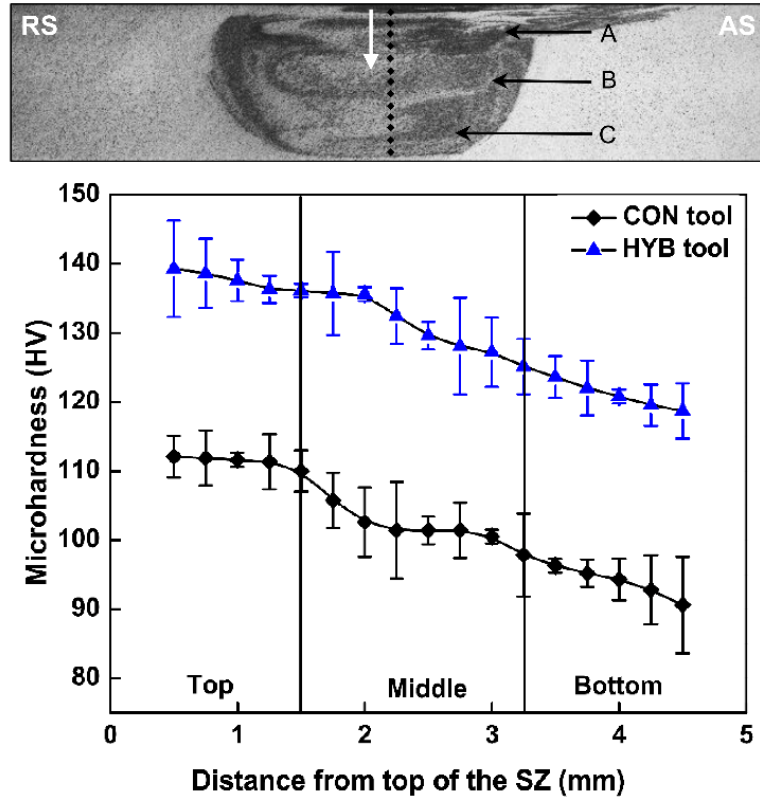 RS
AS
A
B
C
150
140
130
120
110
100
90
80
Microhardness (HV)
CON tool
HYB tool
Top
Middle
Bottom
0
1
2
3
4
5
Distance from top of the SZ (mm)